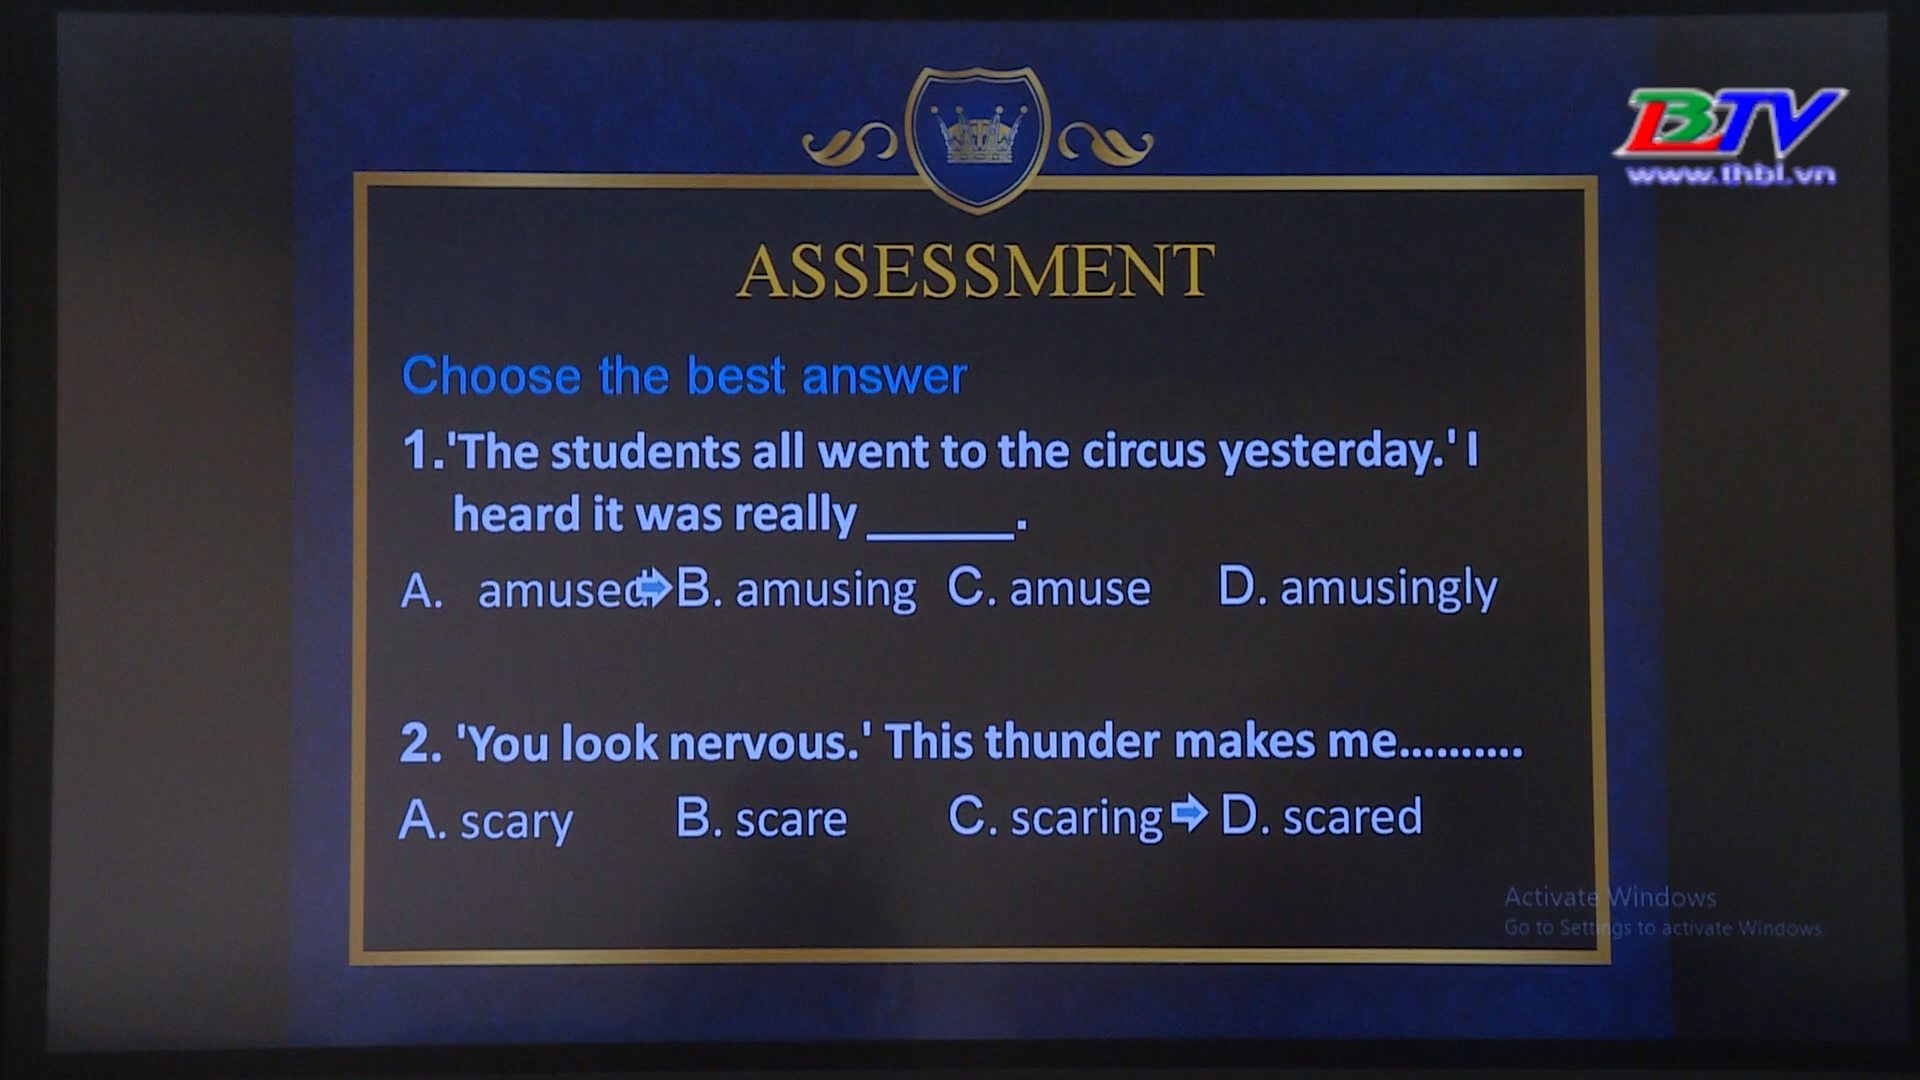 BTV
www.thbl.vn
ASSESSMENT
Choose the best answer
1.'The students all went to the circus yesterday.' I
heard it was really ______.
A. amused B. amusing C. amuse D. amusingly
2. 'You look nervous.' This thunder makes me..........
A. scary B. scare C. scaring D. scared
Activate Windows
Go to Settings to activate Windows.